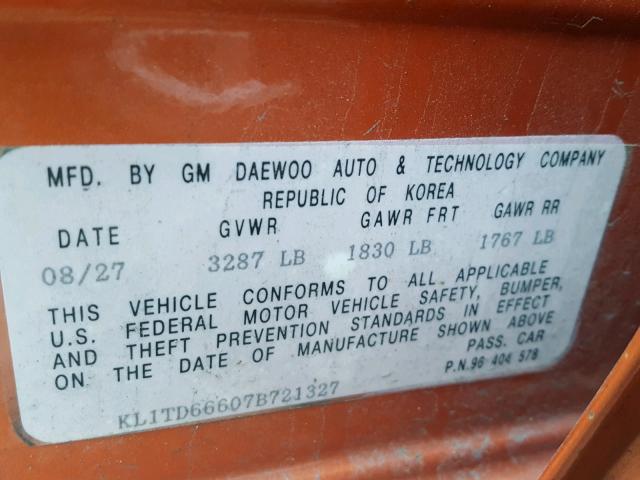 MFD. BY GM DAEWOO AUTO & TECHNOLOGY COMPANY
REPUBLIC OF KOREA
DATE GVWR GAWR FRT GAWR RR
08/27 3287 LB 1830 LB 1767 LB
THIS VEHICLE CONFORMS TO ALL APPLICABLE
U.S. FEDERAL MOTOR VEHICLE SAFETY, BUMPER,
AND THEFT PREVENTION STANDARDS IN EFFECT
ON THE DATE OF MANUFACTURE SHOWN ABOVE
PASS. CAR
P.N.96 404 578
KL1TD66607B721327